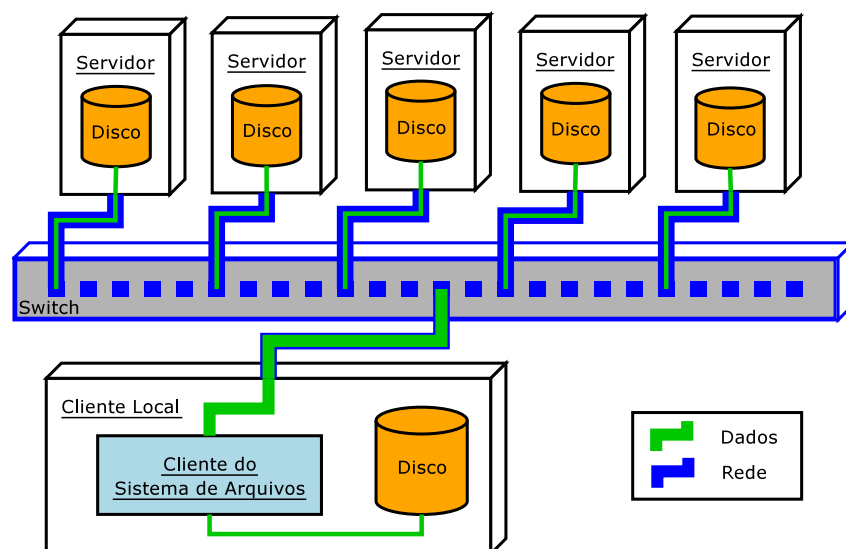 Servidor
Servidor
Servidor
Servidor
Servidor
Disco
Disco
Disco
Disco
Disco
Switch
Cliente Local
Cliente do
Sistema de Arquivos
Disco
Dados
Rede